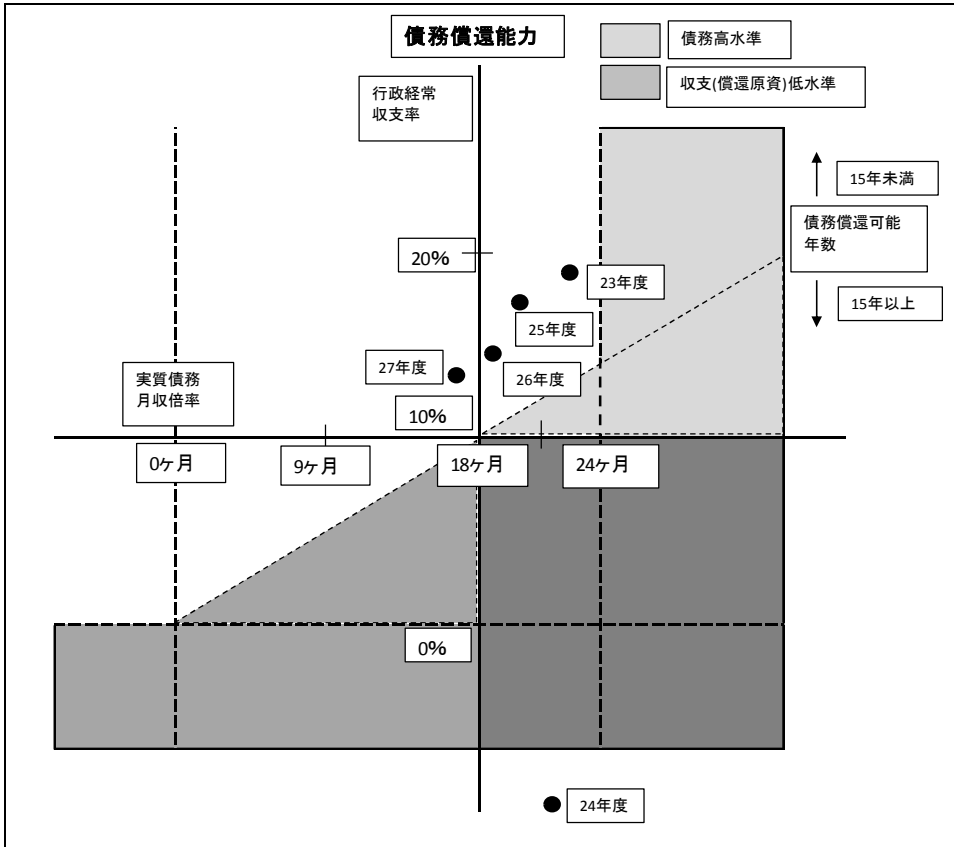 債務償還能力
債務高水準
収支(償還原資)低水準
行政経常
収支率
15年未満
債務償還可能
年数
15年以上
20%
23年度
25年度
27年度
26年度
実質債務
月収倍率
10%
0ヶ月
9ヶ月
18ヶ月
24ヶ月
0%
24年度